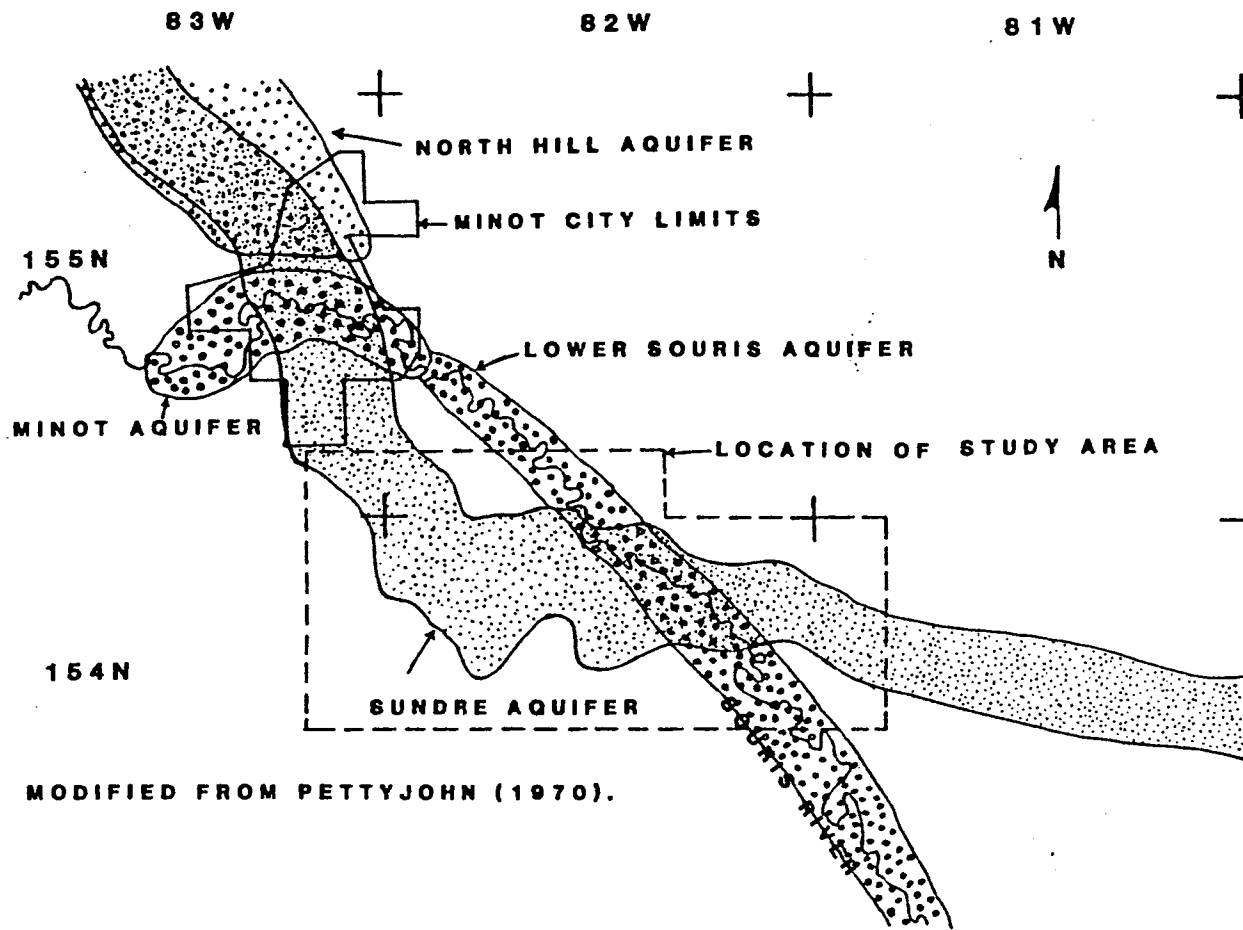 83W 82W 81W
NORTH HILL AQUIFER
MINOT CITY LIMITS
N
155N
LOWER SOURIS AQUIFER
MINOT AQUIFER
LOCATION OF STUDY AREA
154N
SUNDRE AQUIFER
SOURIS RIVER
MODIFIED FROM PETTYJOHN (1970).